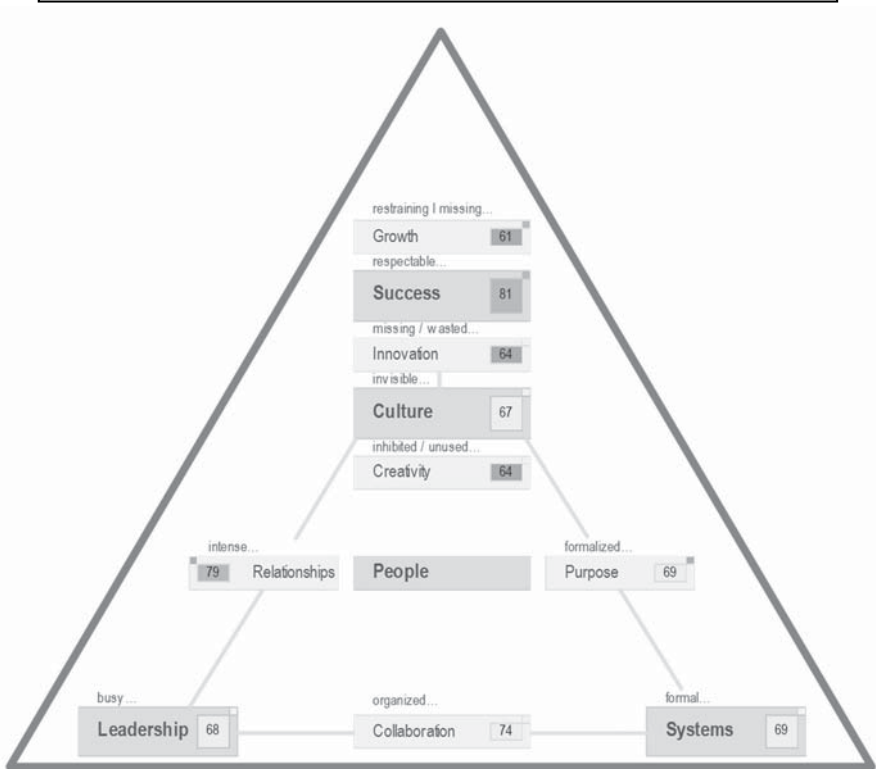 restraining I missing...
Growth 61
respectable...
Success 81
missing / wasted...
Innovation 64
invisible...
Culture 67
inhibited / unused...
Creativity 64
intense...
79 Relationships
People
formalized...
Purpose 69
busy...
Leadership 68
organized...
Collaboration 74
formal...
Systems 69